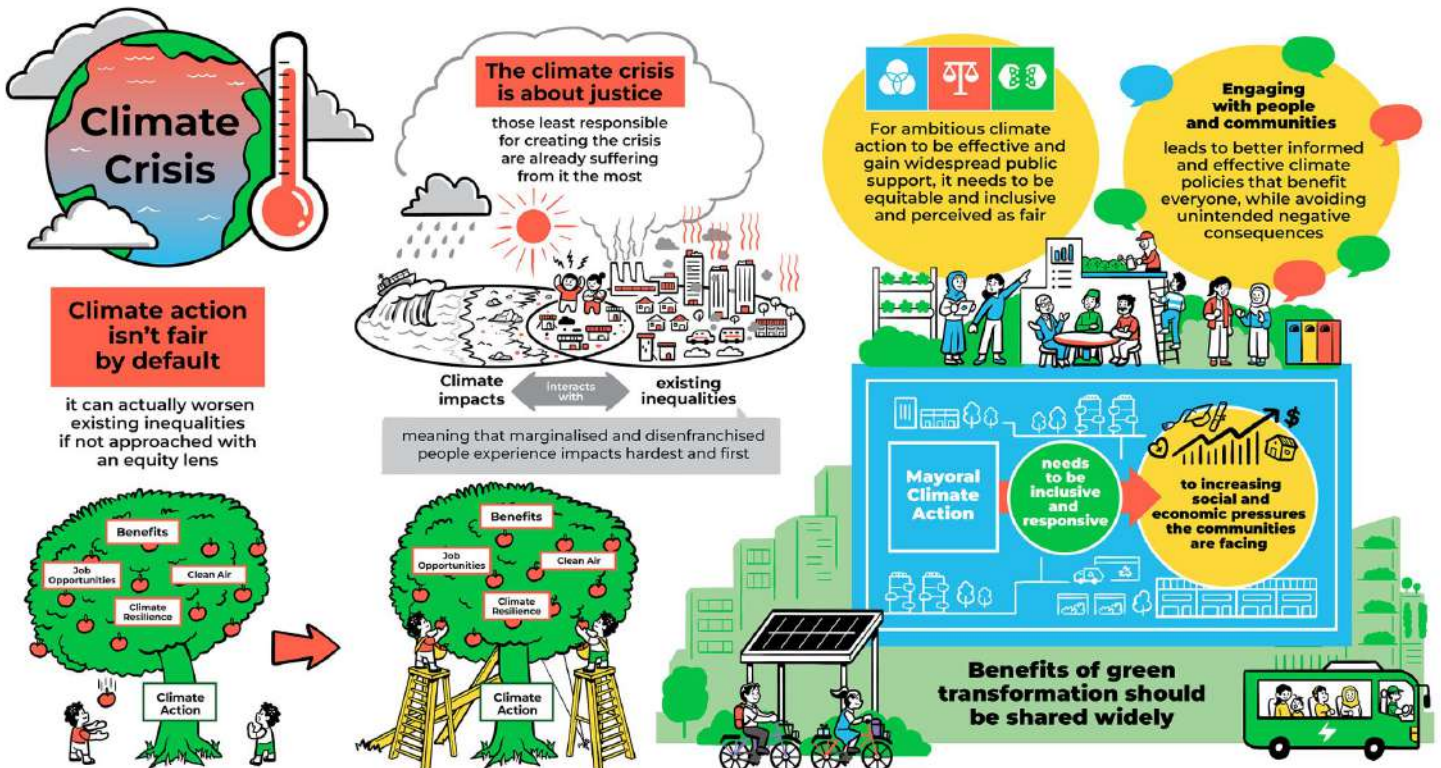 Climate
Crisis
Climate action
isn't fair
by default
it can actually worsen
existing inequalities
if not approached with
an equity lens
Benefits
Job
Opportunities
Clean Air
Climate
Resilience
Climate
Action
The climate crisis
is about justice
those least responsible
for creating the crisis
are already suffering
from it the most
Climate
impacts
interacts
with
existing
inequalities
meaning that marginalised and disenfranchised
people experience impacts hardest and first
Benefits
Job
Opportunities
Clean Air
Climate
Resilience
Climate
Action
For ambitious climate
action to be effective and
gain widespread public
support, it needs to be
equitable and inclusive
and perceived as fair
Engaging
with people
and communities
leads to better informed
and effective climate
policies that benefit
everyone, while avoiding
unintended negative
consequences
Mayoral
Climate
Action
needs
to be
inclusive
and
responsive
$
to increasing
social and
economic pressures
the communities
are facing
Benefits of green
transformation should
be shared widely